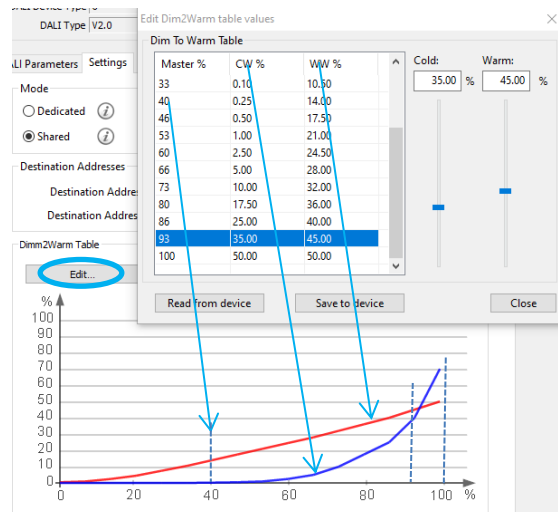 DALI Type V2.0
Edit Dim2Warm table values
Dim To Warm Table
Parameters Settings
Mode
Dedicated
Shared
Destination Addresses
Destination
Destination
Dimm2Warm Table
Edit...
Master % CW % WW %
33 0.10 10.50
40 0.25 14.00
46 0.50 17.50
53 1.00 21.00
60 2.50 24.50
66 5.00 28.00
73 10.00 32.00
80 17.50 36.00
86 25.00 40.00
93 35.00 45.00
100 50.00 50.00
Cold: Warm:
35.00 % 45.00 %
Read from device Save to device Close
%
100
90
80
70
60
50
40
30
20
10
0
0 20 40 60 80 100 %